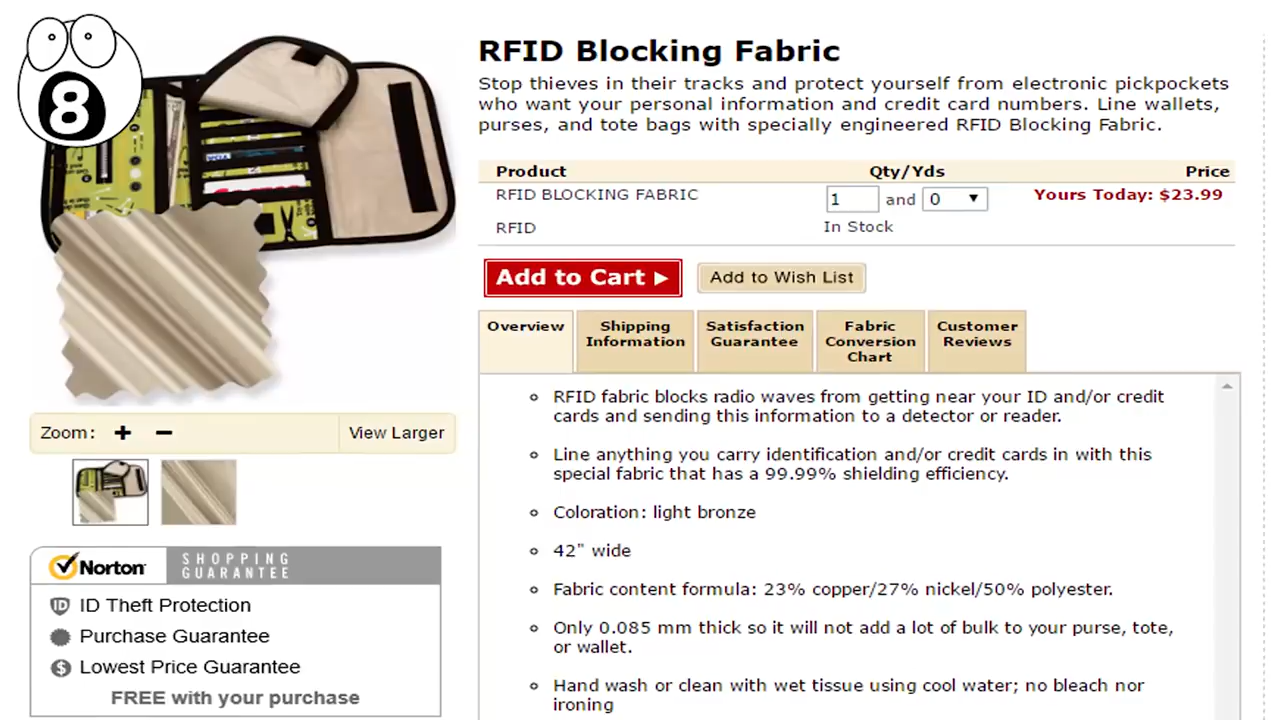 8
RFID Blocking Fabric
Stop thieves in their tracks and protect yourself from electronic pickpockets
who want your personal information and credit card numbers. Line wallets,
purses, and tote bags with specially engineered RFID Blocking Fabric.
Product Qty/Yds Price
RFID BLOCKING FABRIC 1 and 0 Yours Today: $23.99
RFID In Stock
Add to Cart Add to Wish List
Overview
Shipping
Information
Satisfaction
Guarantee
Fabric
Conversion
Chart
Customer
Reviews
RFID fabric blocks radio waves from getting near your ID and/or credit
cards and sending this information to a detector or reader.
Line anything you carry identification and/or credit cards in with this
special fabric that has a 99.99% shielding efficiency.
Coloration: light bronze
42" wide
Fabric content formula: 23% copper/27% nickel/50% polyester.
Only 0.085 mm thick so it will not add a lot of bulk to your purse, tote,
or wallet.
Hand wash or clean with wet tissue using cool water; no bleach nor
ironing
Zoom: + − View Larger
Norton
SHOPPING
GUARANTEE
ID
ID Theft Protection
Purchase Guarantee
$ Lowest Price Guarantee
FREE with your purchase